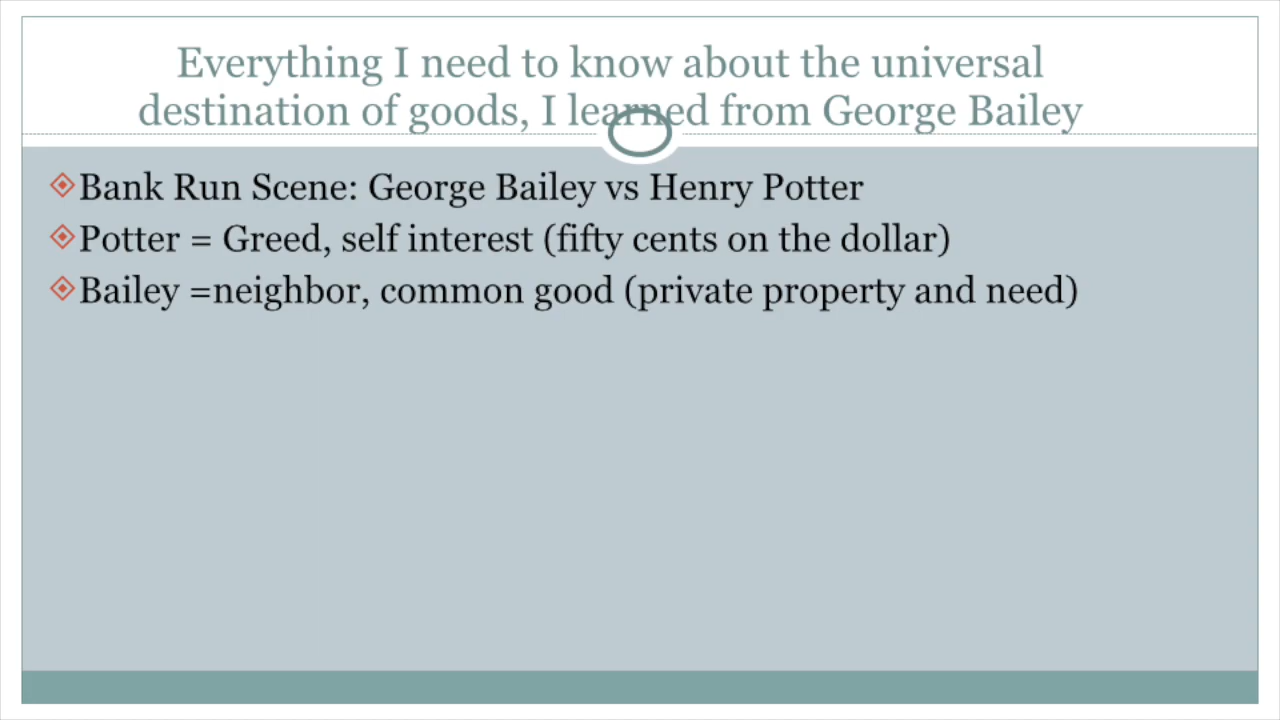 Everything I need to know about the universal
destination of goods, I learned from George Bailey
Bank Run Scene: George Bailey vs Henry Potter
Potter = Greed, self interest (fifty cents on the dollar)
Bailey =neighbor, common good (private property and need)